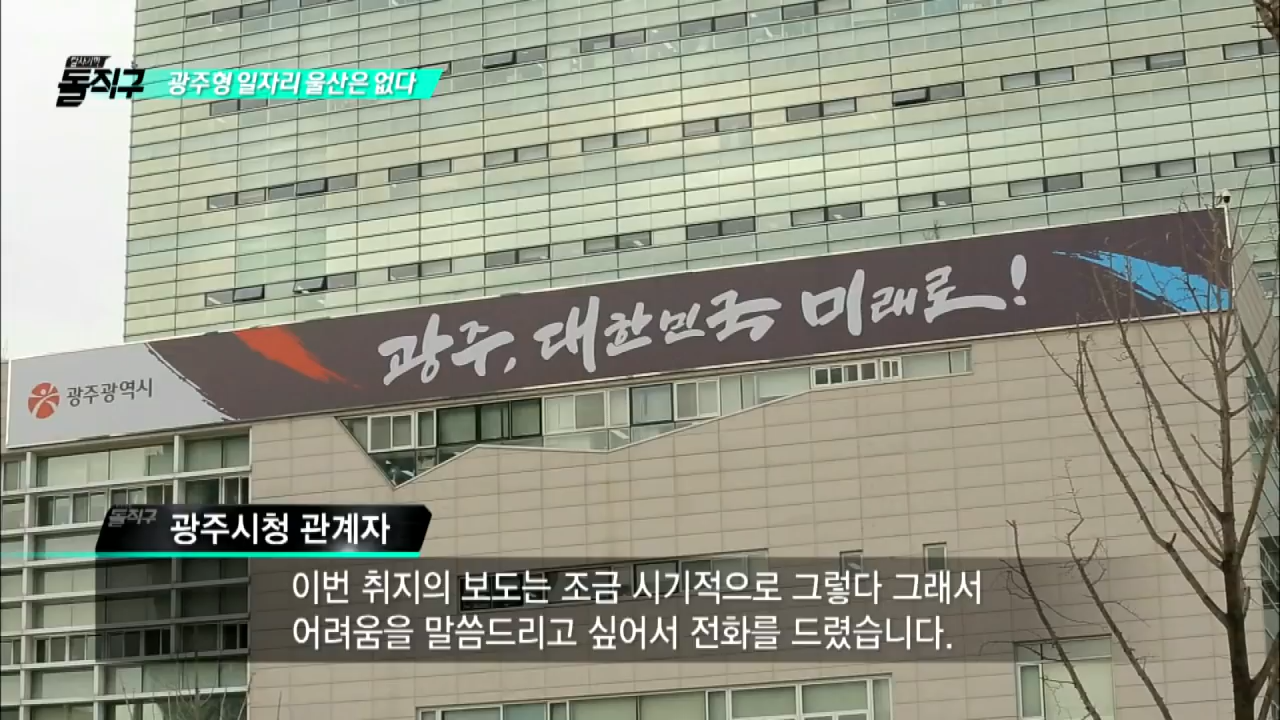 탐사기획
돌직구
광주형 일자리 울산은 없다
광주, 대한민국 미래로!
광주광역시
돌직구
광주시청 관계자
이번 취지의 보도는 조금 시기적으로 그렇다 그래서
어려움을 말씀드리고 싶어서 전화를 드렸습니다.